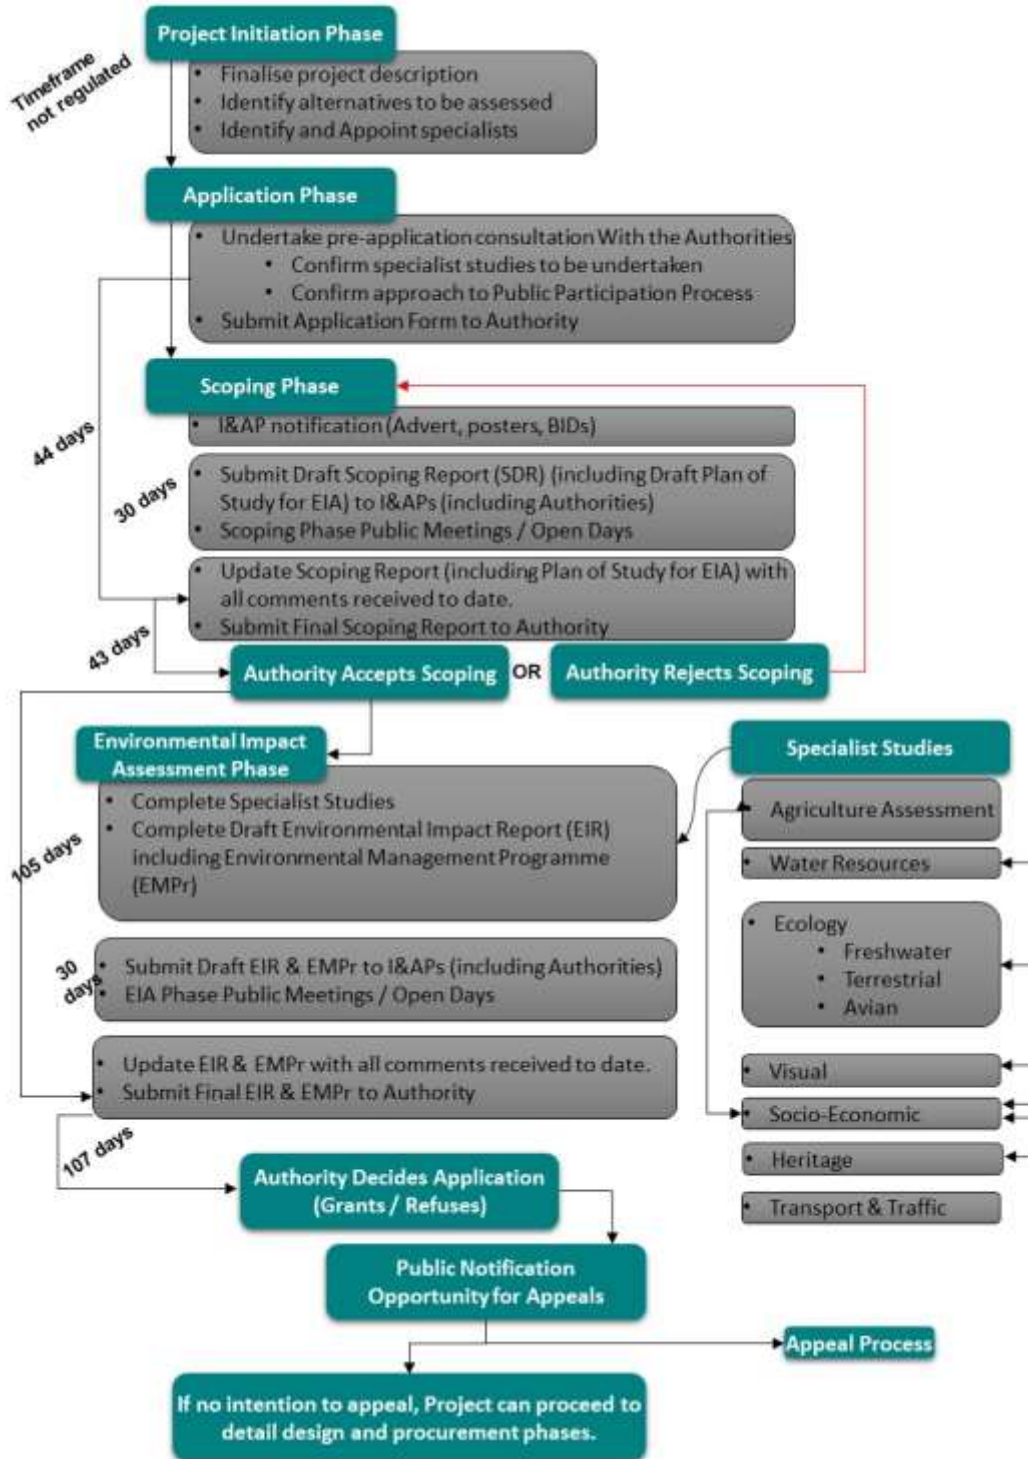 Project Initiation Phase
Timeframe
not regulated
• Finalise project description
• Identify alternatives to be assessed
• Identify and Appoint specialists
Application Phase
• Undertake pre-application consultation With the Authorities
• Confirm specialist studies to be undertaken
• Confirm approach to Public Participation Process
• Submit Application Form to Authority
Scoping Phase
• I&AP notification (Advert, posters, BIDs)
44 days
30 days
• Submit Draft Scoping Report (SDR) (including Draft Plan of
Study for EIA) to I&APs (including Authorities)
• Scoping Phase Public Meetings / Open Days
• Update Scoping Report (including Plan of Study for EIA) with
all comments received to date.
• Submit Final Scoping Report to Authority
43 days
Authority Accepts Scoping
OR
Authority Rejects Scoping
Environmental Impact
Assessment Phase
• Complete Specialist Studies
• Complete Draft Environmental Impact Report (EIR)
including Environmental Management Programme
(EMPr)
105 days
30
days
• Submit Draft EIR & EMPr to I&APs (including Authorities)
• EIA Phase Public Meetings / Open Days
• Update EIR & EMPr with all comments received to date.
• Submit Final EIR & EMPr to Authority
107 days
Specialist Studies
• Agriculture Assessment
• Water Resources
• Ecology
• Freshwater
• Terrestrial
• Avian
• Visual
• Socio-Economic
• Heritage
• Transport & Traffic
Authority Decides Application
(Grants / Refuses)
Public Notification
Opportunity for Appeals
Appeal Process
If no intention to appeal, Project can proceed to
detail design and procurement phases.